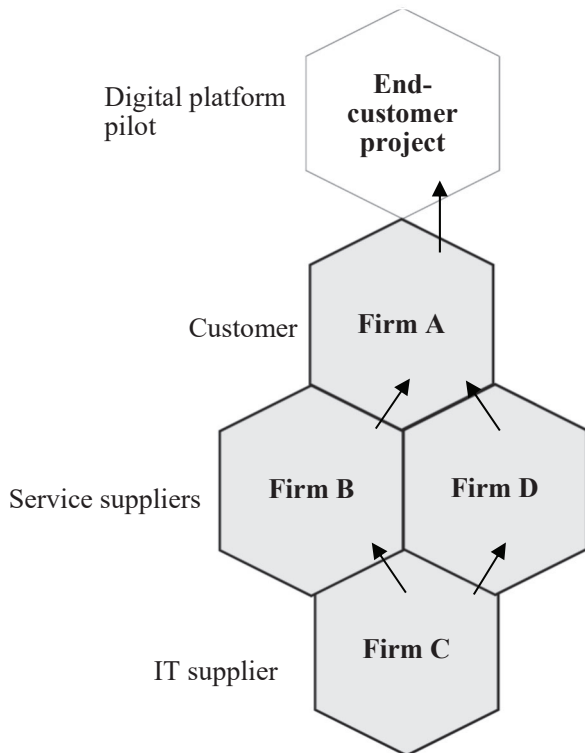 Digital platform
pilot
End-
customer
project
Customer
Firm A
Service suppliers
Firm B
Firm D
IT supplier
Firm C